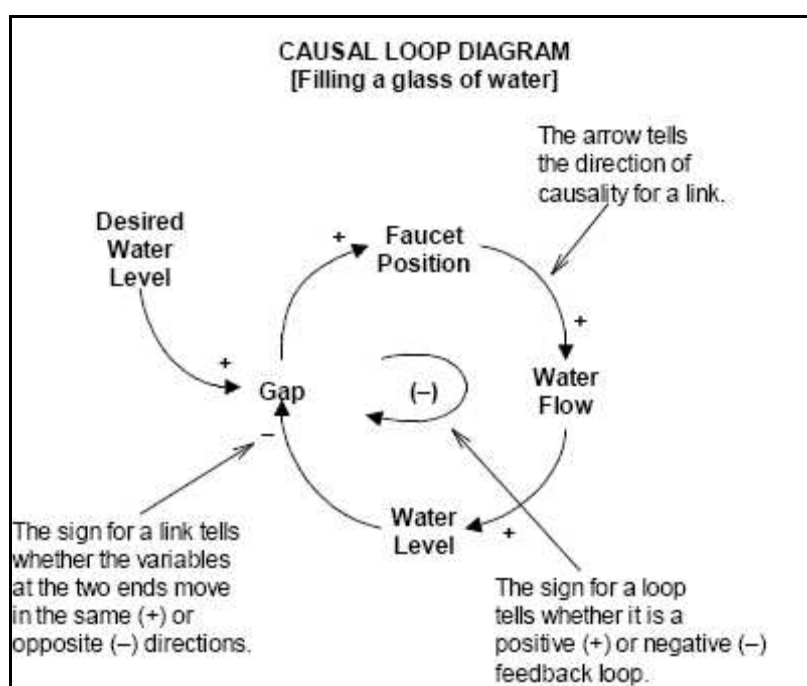 CAUSAL LOOP DIAGRAM
[Filling a glass of water]
The arrow tells
the direction of
causality for a link.
Desired
Water
Level
+
Faucet
Position
+
+
Gap
(–)
Water
Flow
–
Water
Level
+
The sign for a link tells
whether the variables
at the two ends move
in the same (+) or
opposite (–) directions.
The sign for a loop
tells whether it is a
positive (+) or negative (–)
feedback loop.